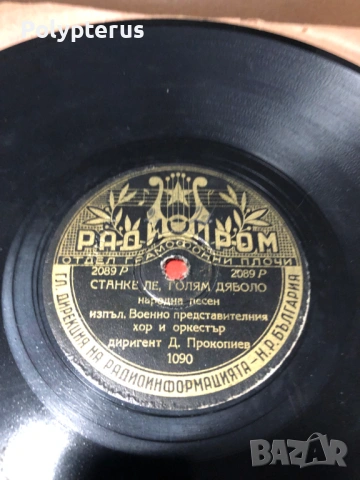 Polypterus
РАДИОПРОМ
ОТДЕЛ ГРАМОФОННИ ПЛОЧИ
2089 Р 2089 Р
СТАНКЕ ЛЕ, ГОЛЯМ ДЯВОЛО
народна песен
изпъл. Военно представителния
хор и оркестър
диригент Д. Прокопиев
1090
ГЛ. ДИРЕКЦИЯ НА РАДИОИНФОРМАЦИЯТА - Н.Р. БЪЛГАРИЯ
BAZAR